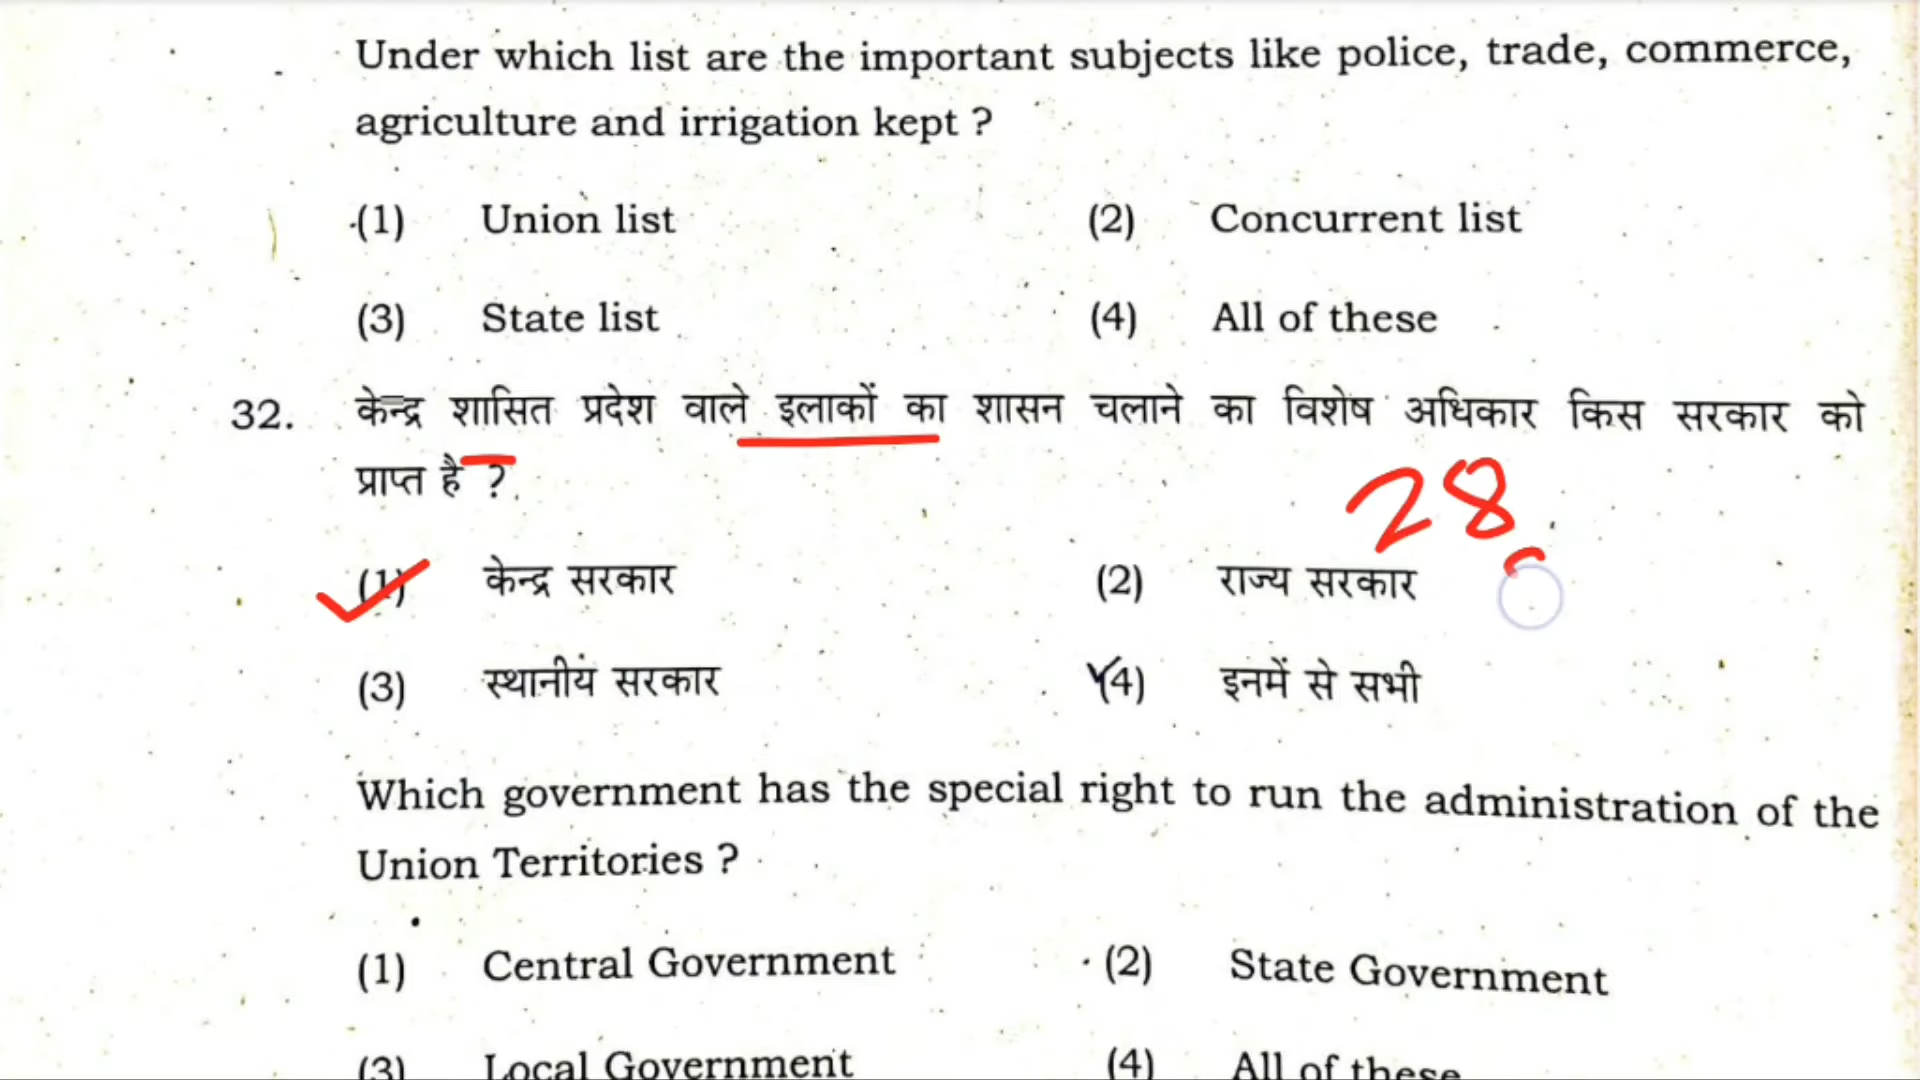 Under which list are the important subjects like police, trade, commerce,
agriculture and irrigation kept ?
(1) Union list (2) Concurrent list
(3) State list (4) All of these
32. केन्द्र शासित प्रदेश वाले इलाकों का शासन चलाने का विशेष अधिकार किस सरकार को
प्राप्त है ?
28
(1) केन्द्र सरकार (2) राज्य सरकार
(3) स्थानीय सरकार (4) इनमें से सभी
Which government has the special right to run the administration of the
Union Territories ?
(1) Central Government (2) State Government
(3) Local Government (4) All of these